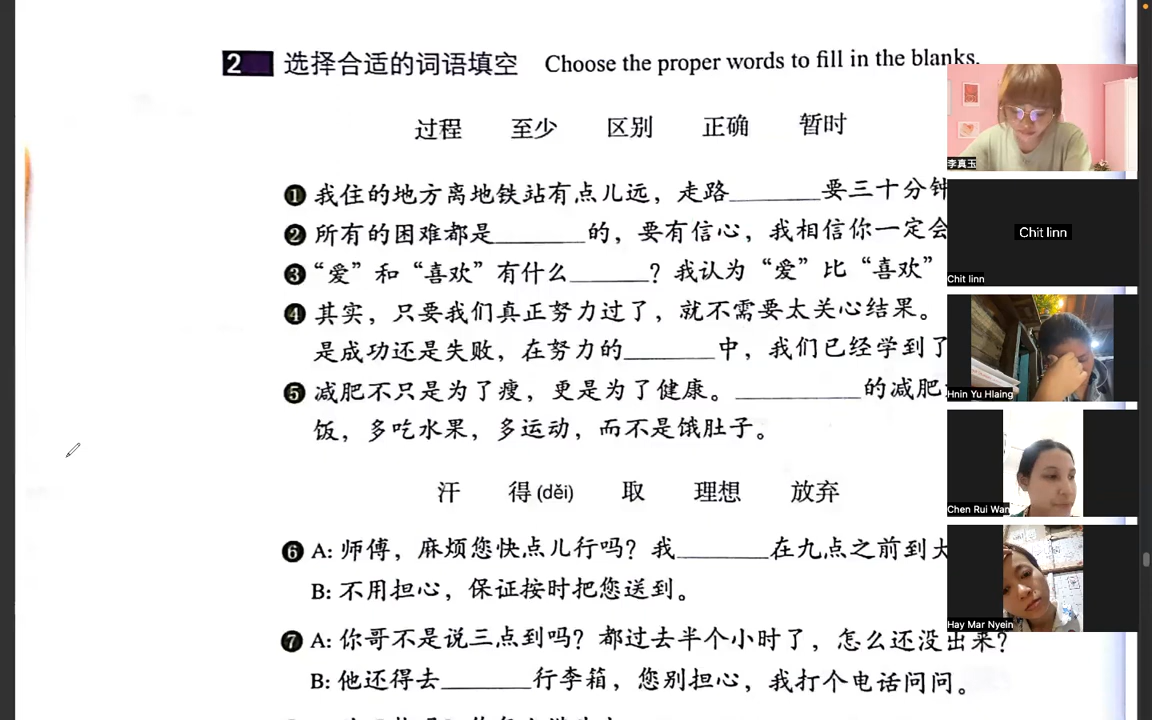 2 选择合适的词语填空 Choose the proper words to fill in the blanks.
过程 至少 区别 正确 暂时
❶ 我住的地方离地铁站有点儿远，走路______要三十分钟
❷ 所有的困难都是______的，要有信心，我相信你一定会
❸ “爱”和“喜欢”有什么______？我认为“爱”比“喜欢”
❹ 其实，只要我们真正努力过了，就不需要太关心结果。
是成功还是失败，在努力的______中，我们已经学到了
❺ 减肥不只是为了瘦，更是为了健康。________的减肥
饭，多吃水果，多运动，而不是饿肚子。
汗 得(děi) 取 理想 放弃
❻ A: 师傅，麻烦您快点儿行吗？我______在九点之前到
B: 不用担心，保证按时把您送到。
❼ A: 你哥不是说三点到吗？都过去半个小时了，怎么还没出来？
B: 他还得去______行李箱，您别担心，我打个电话问问。
李真玉
Chit linn
Chit linn
Hnin Yu Hlaing
Chen Rui Wan
Hay Mar Nyein